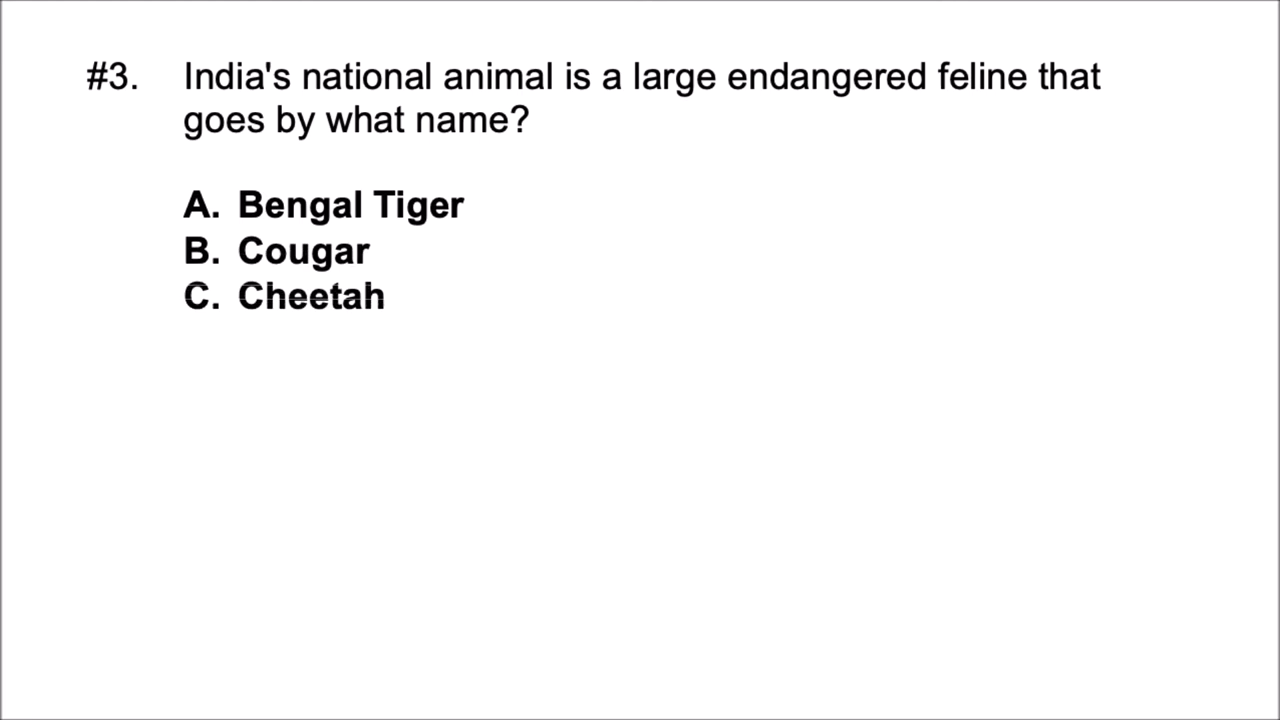 #3. India's national animal is a large endangered feline that
goes by what name?
A. Bengal Tiger
B. Cougar
C. Cheetah